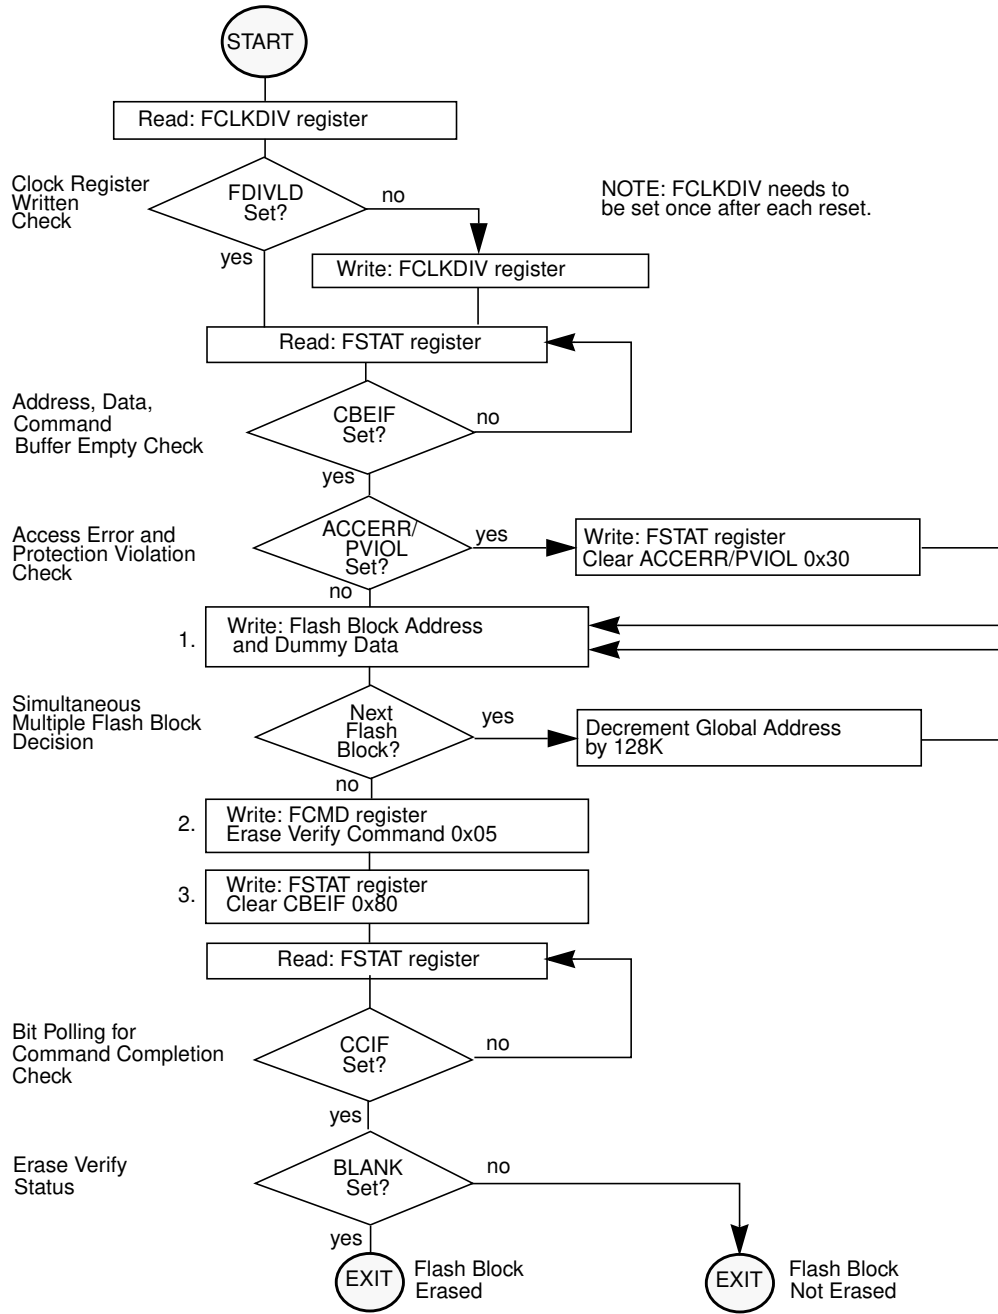 START
Read: FCLKDIV register
Clock Register
Written
Check
FDIVLD
Set?
no
yes
NOTE: FCLKDIV needs to
be set once after each reset.
Write: FCLKDIV register
Read: FSTAT register
Address, Data,
Command
Buffer Empty Check
CBEIF
Set?
no
yes
Access Error and
Protection Violation
Check
ACCERR/
PVIOL
Set?
yes
no
Write: FSTAT register
Clear ACCERR/PVIOL 0x30
1.
Write: Flash Block Address
and Dummy Data
Simultaneous
Multiple Flash Block
Decision
Next
Flash
Block?
yes
no
Decrement Global Address
by 128K
2.
Write: FCMD register
Erase Verify Command 0x05
3.
Write: FSTAT register
Clear CBEIF 0x80
Read: FSTAT register
Bit Polling for
Command Completion
Check
CCIF
Set?
no
yes
Erase Verify
Status
BLANK
Set?
no
yes
EXIT
Flash Block
Erased
EXIT
Flash Block
Not Erased